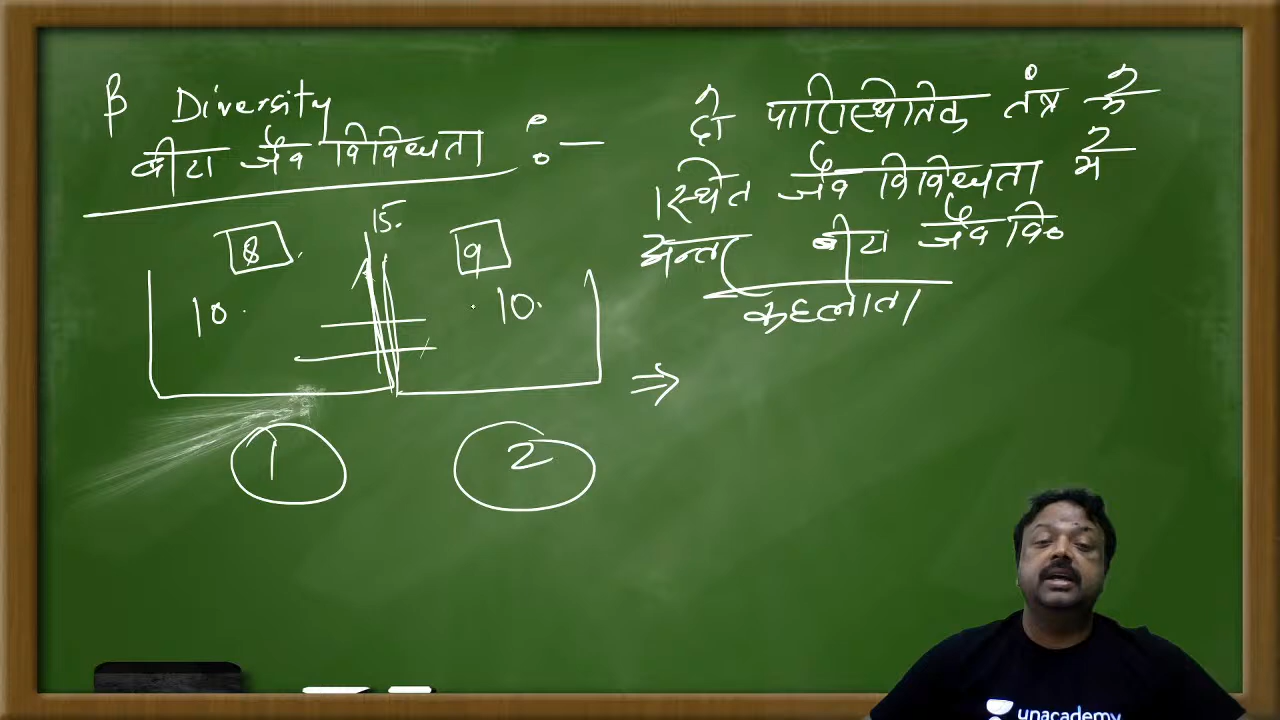 β Diversity
बीटा जैव विविधता :—
दो पारिस्थितिक तंत्र के
स्थित जैव विविधता में
अन्तर बीटा जैव वि०
कहलाता
15
8
9
10
10
⇒
1
2
unacademy